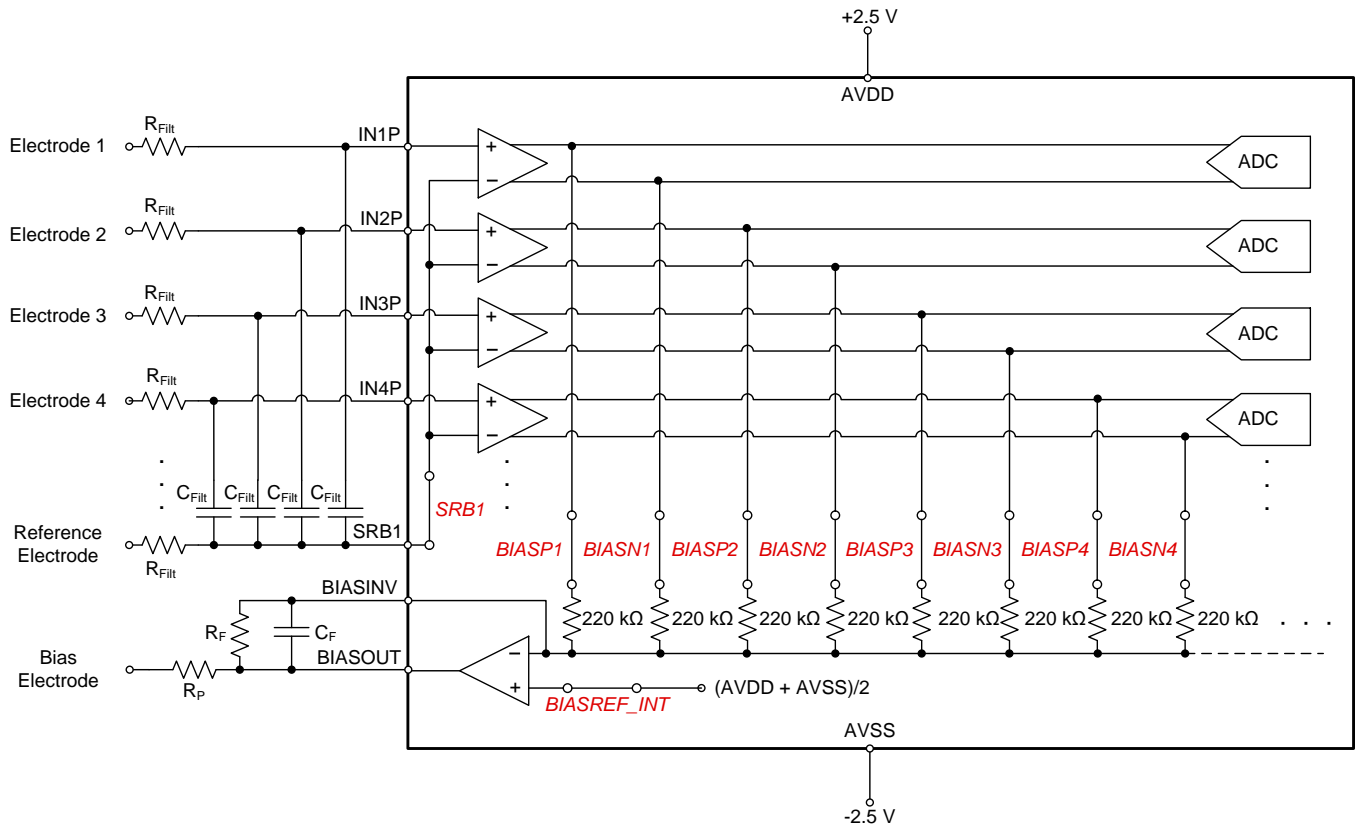 +2.5 V
AVDD
Electrode 1
RFilt
IN1P
+
−
ADC
Electrode 2
RFilt
IN2P
+
−
ADC
Electrode 3
RFilt
IN3P
+
−
ADC
Electrode 4
RFilt
IN4P
+
−
ADC
CFilt CFilt CFilt CFilt
SRB1
SRB1
Reference
Electrode
RFilt
BIASP1 BIASN1 BIASP2 BIASN2 BIASP3 BIASN3 BIASP4 BIASN4
220 kΩ 220 kΩ 220 kΩ 220 kΩ 220 kΩ 220 kΩ 220 kΩ 220 kΩ . . .
BIASINV
RF
CF
BIASOUT
Bias
Electrode
RP
−
+
BIASREF_INT
(AVDD + AVSS)/2
AVSS
-2.5 V